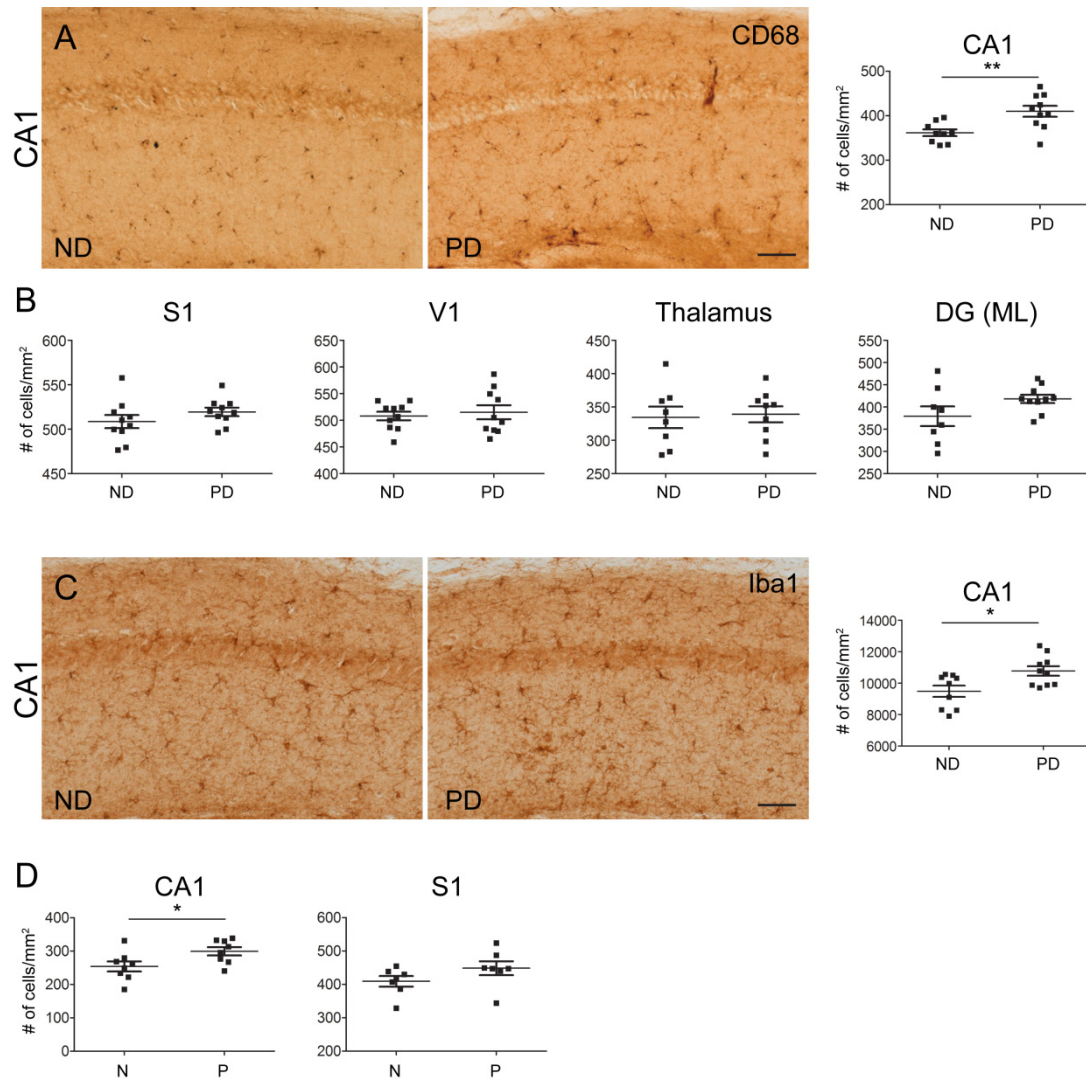 A
CA1
ND
PD
CD68
CA1
**
# of cells/mm²
500
400
300
200
ND
PD
B
S1
# of cells/mm²
600
550
500
450
ND
PD
V1
650
600
550
500
450
400
ND
PD
Thalamus
450
400
350
300
250
ND
PD
DG (ML)
550
500
450
400
350
300
250
ND
PD
C
CA1
ND
PD
Iba1
CA1
*
# of cells/mm²
14000
12000
10000
8000
6000
ND
PD
D
CA1
*
# of cells/mm²
400
300
200
100
0
N
P
S1
600
500
400
300
200
N
P